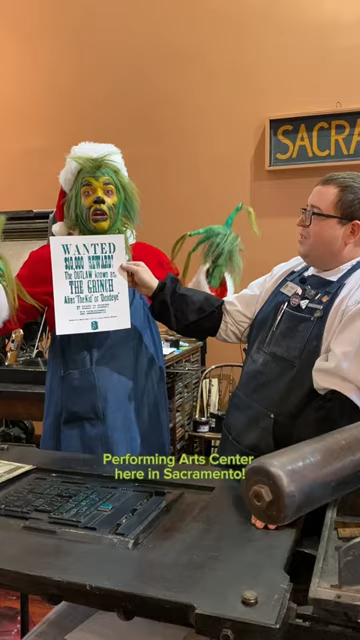 SACRA
WANTED
$10,000 REWARD!
The OUTLAW known as
THE GRINCH
Alias "The Kid" or "Deadeye"
Performing Arts Center
here in Sacramento!